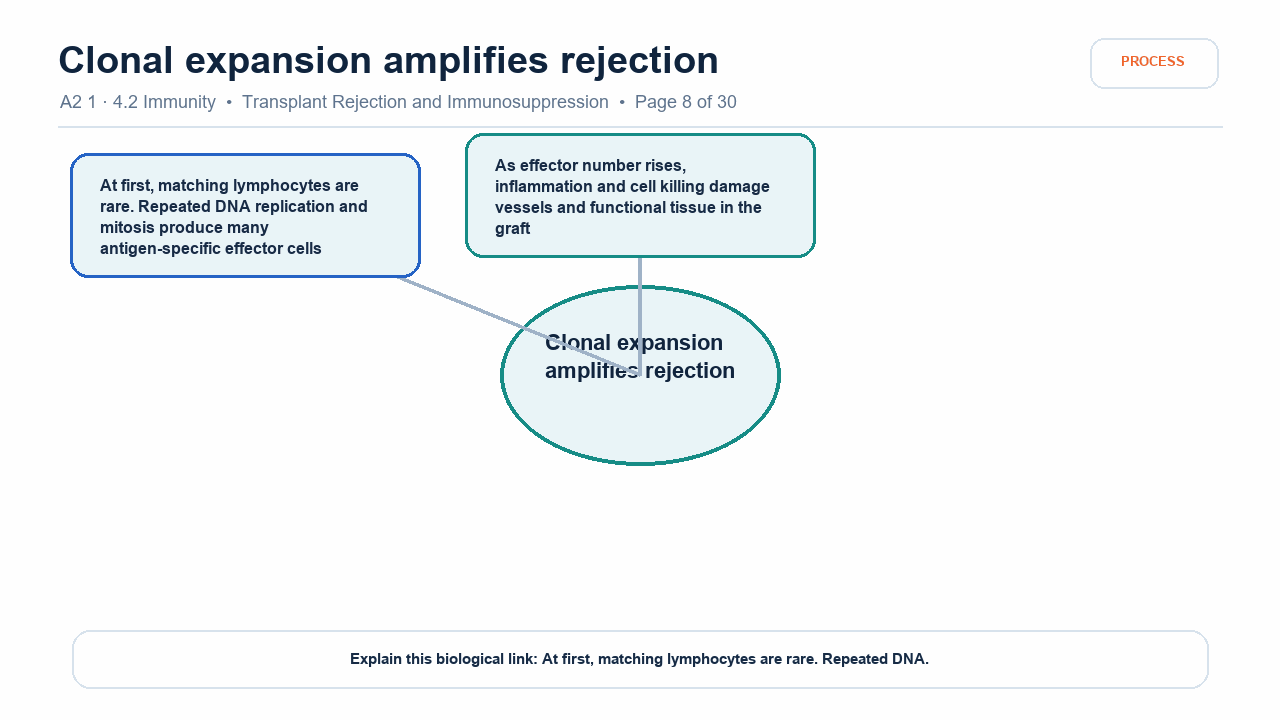 Clonal expansion amplifies rejection
PROCESS
A2 1 · 4.2 Immunity • Transplant Rejection and Immunosuppression • Page 8 of 30
At first, matching lymphocytes are
rare. Repeated DNA replication and
mitosis produce many
antigen-specific effector cells
As effector number rises,
inflammation and cell killing damage
vessels and functional tissue in the
graft
Clonal expansion
amplifies rejection
Explain this biological link: At first, matching lymphocytes are rare. Repeated DNA.